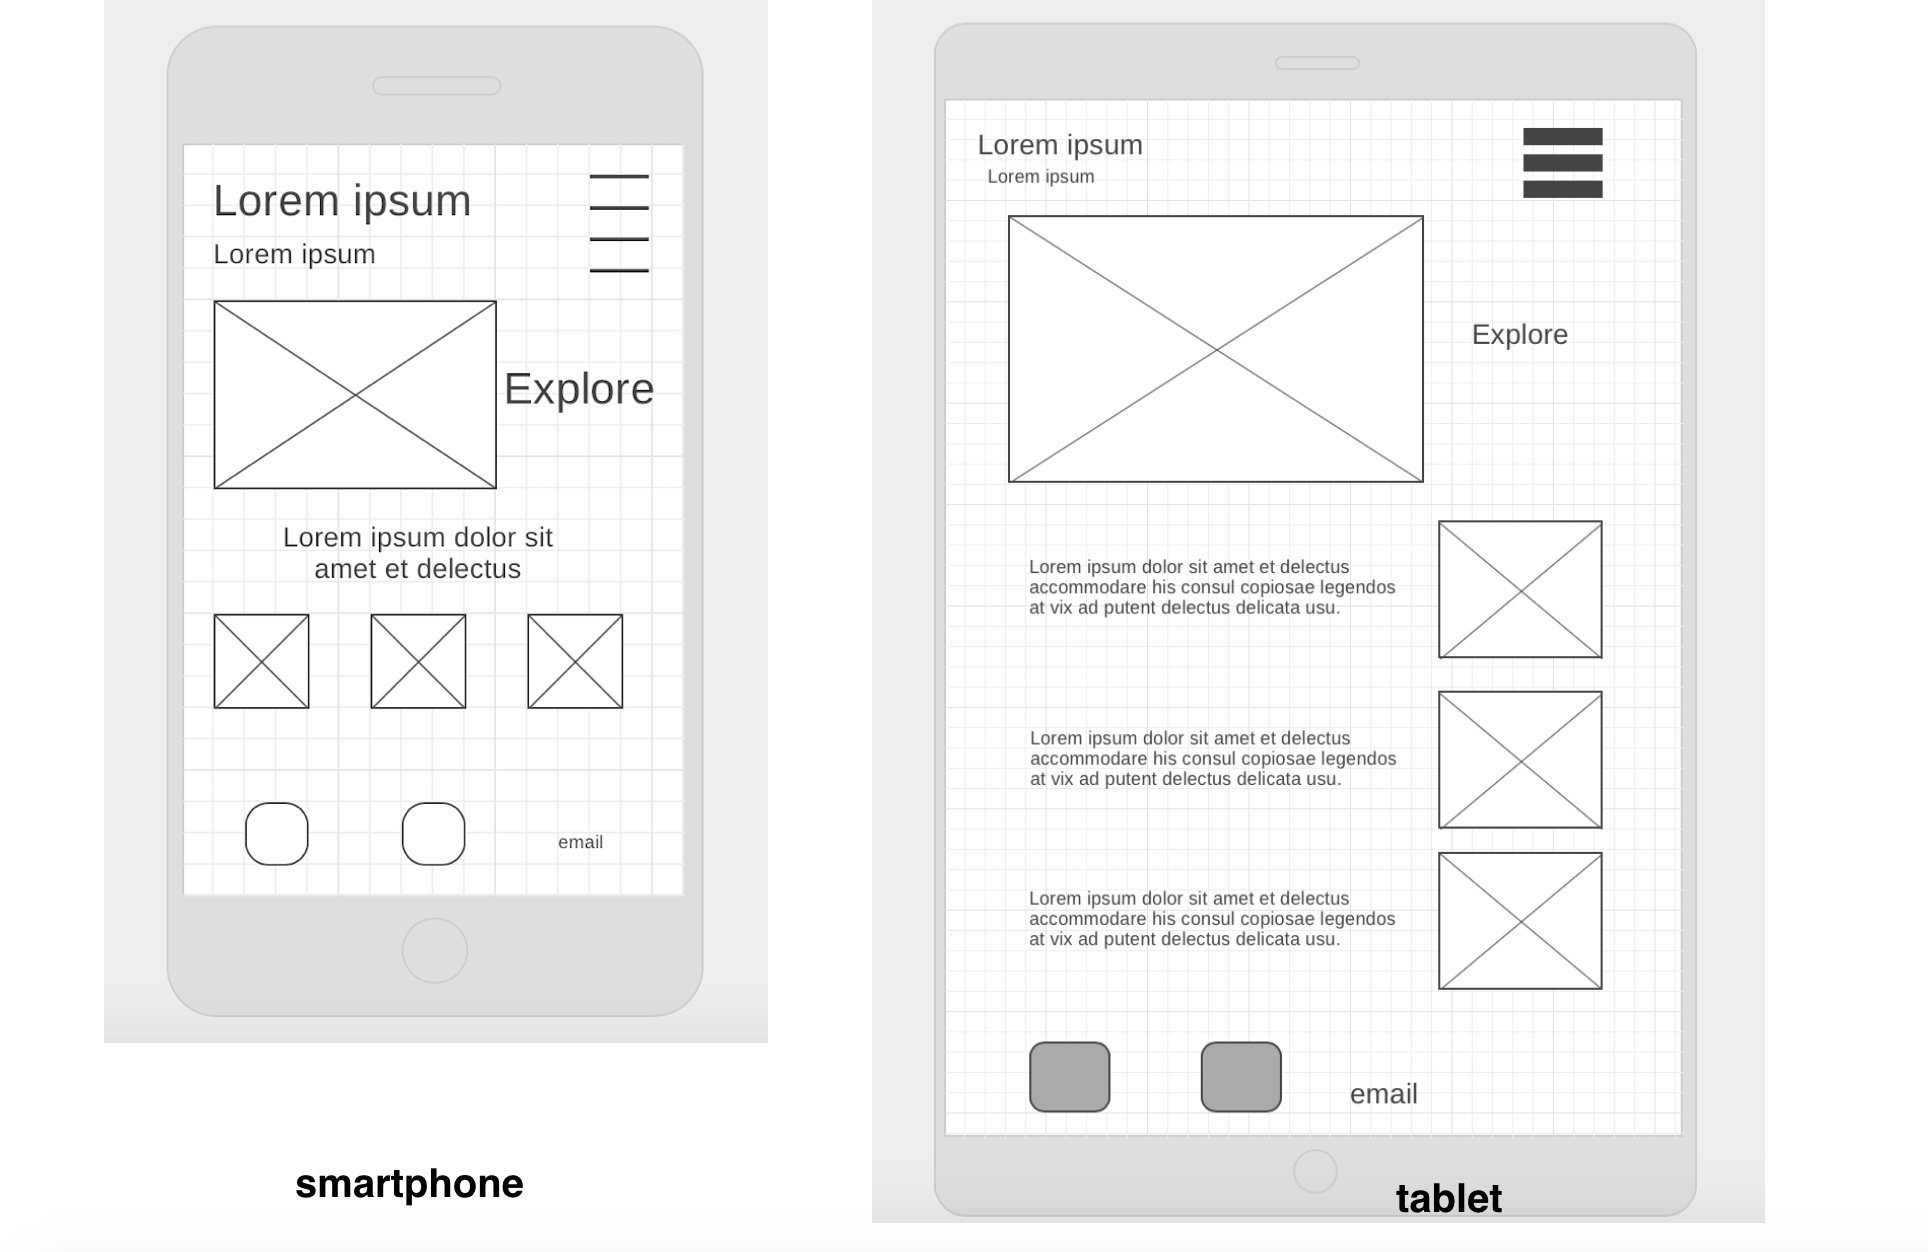 Lorem ipsum
Lorem ipsum
Explore
Lorem ipsum dolor sit
amet et delectus
email
smartphone
Lorem ipsum
Lorem ipsum
Explore
Lorem ipsum dolor sit amet et delectus
accommodare his consul copiosae legendos
at vix ad putent delectus delicata usu.
Lorem ipsum dolor sit amet et delectus
accommodare his consul copiosae legendos
at vix ad putent delectus delicata usu.
Lorem ipsum dolor sit amet et delectus
accommodare his consul copiosae legendos
at vix ad putent delectus delicata usu.
email
tablet